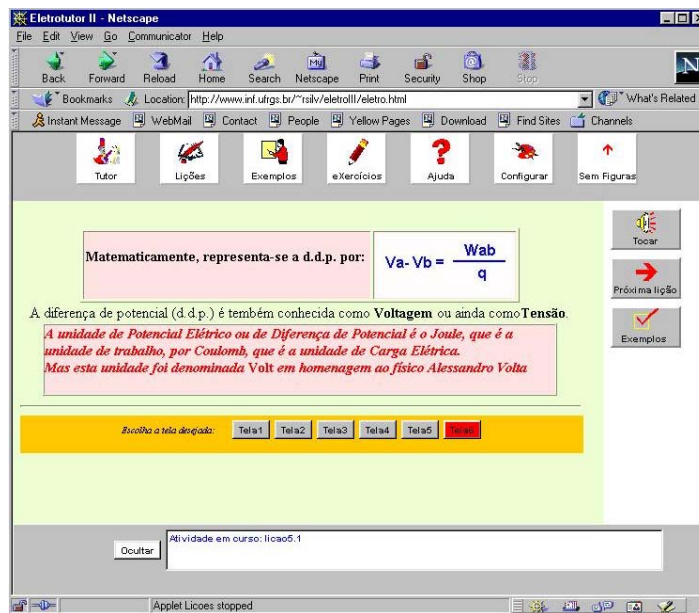 Eletrotutor II - Netscape
File Edit View Go Communicator Help
Back Forward Reload Home Search Netscape Print Security Shop Stop
Bookmarks Location: http://www.inf.ufrgs.br/~rsilv/eletroIII/eletro.html What's Related
Instant Message WebMail Contact People Yellow Pages Download Find Sites Channels
Tutor Lições Exemplos eXercícios Ajuda Configurar Sem Figuras
Tocar
Próxima lição
Exemplos
Matematicamente, representa-se a d.d.p. por:
Va- Vb = Wab
q
A diferença de potencial (d.d.p.) é tembém conhecida como Voltagem ou ainda comoTensão.
A unidade de Potencial Elétrico ou de Diferença de Potencial é o Joule, que é a
unidade de trabalho, por Coulomb, que é a unidade de Carga Elétrica.
Mas esta unidade foi denominada Volt em homenagem ao físico Alessandro Volta
Escolha a tela desejada: Tela1 Tela2 Tela3 Tela4 Tela5 Tela6
Ocultar
Atividade em curso: licao5.1
Applet Licoes stopped